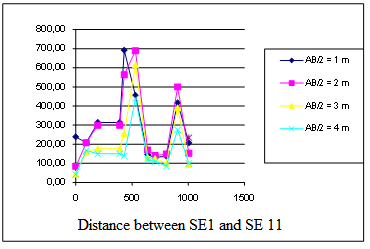 800,00
700,00
600,00
500,00
400,00
300,00
200,00
100,00
0,00
0
500
1000
1500
AB/2 = 1 m
AB/2 = 2 m
AB/2 = 3 m
AB/2 = 4 m
Distance between SE1 and SE 11